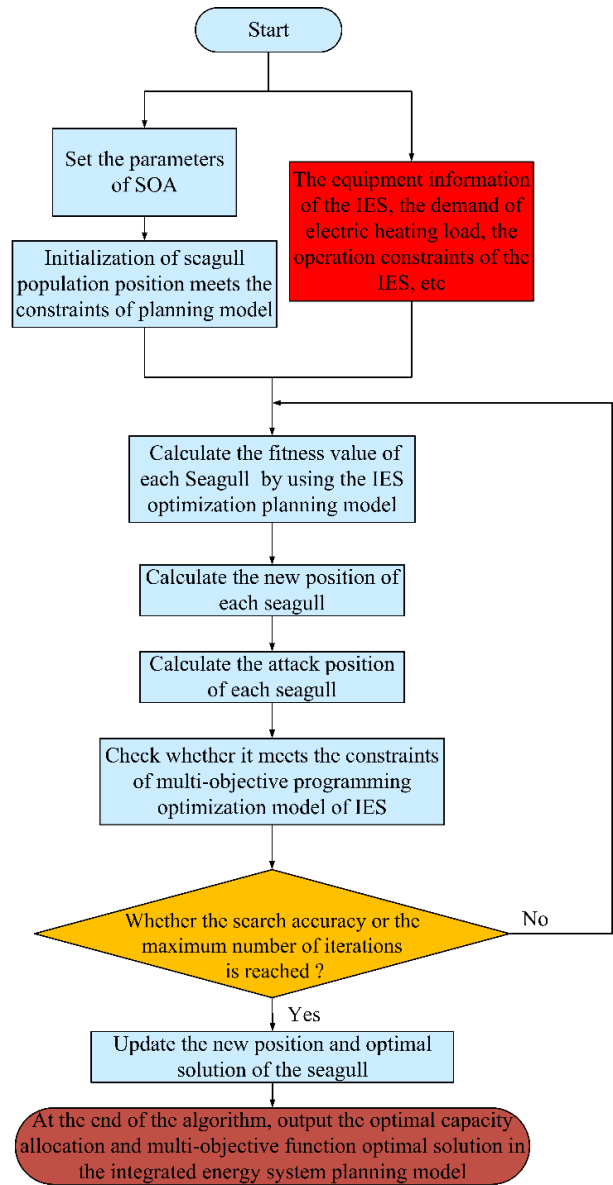 Start
Set the parameters
of SOA
The equipment information
of the IES, the demand of
electric heating load, the
operation constraints of the
IES, etc
Initialization of seagull
population position meets the
constraints of planning model
Calculate the fitness value of
each Seagull by using the IES
optimization planning model
Calculate the new position of
each seagull
Calculate the attack position
of each seagull
Check whether it meets the constraints
of multi-objective programming
optimization model of IES
Whether the search accuracy or the
maximum number of iterations
is reached ?
No
Yes
Update the new position and optimal
solution of the seagull
At the end of the algorithm, output the optimal capacity
allocation and multi-objective function optimal solution in
the integrated energy system planning model